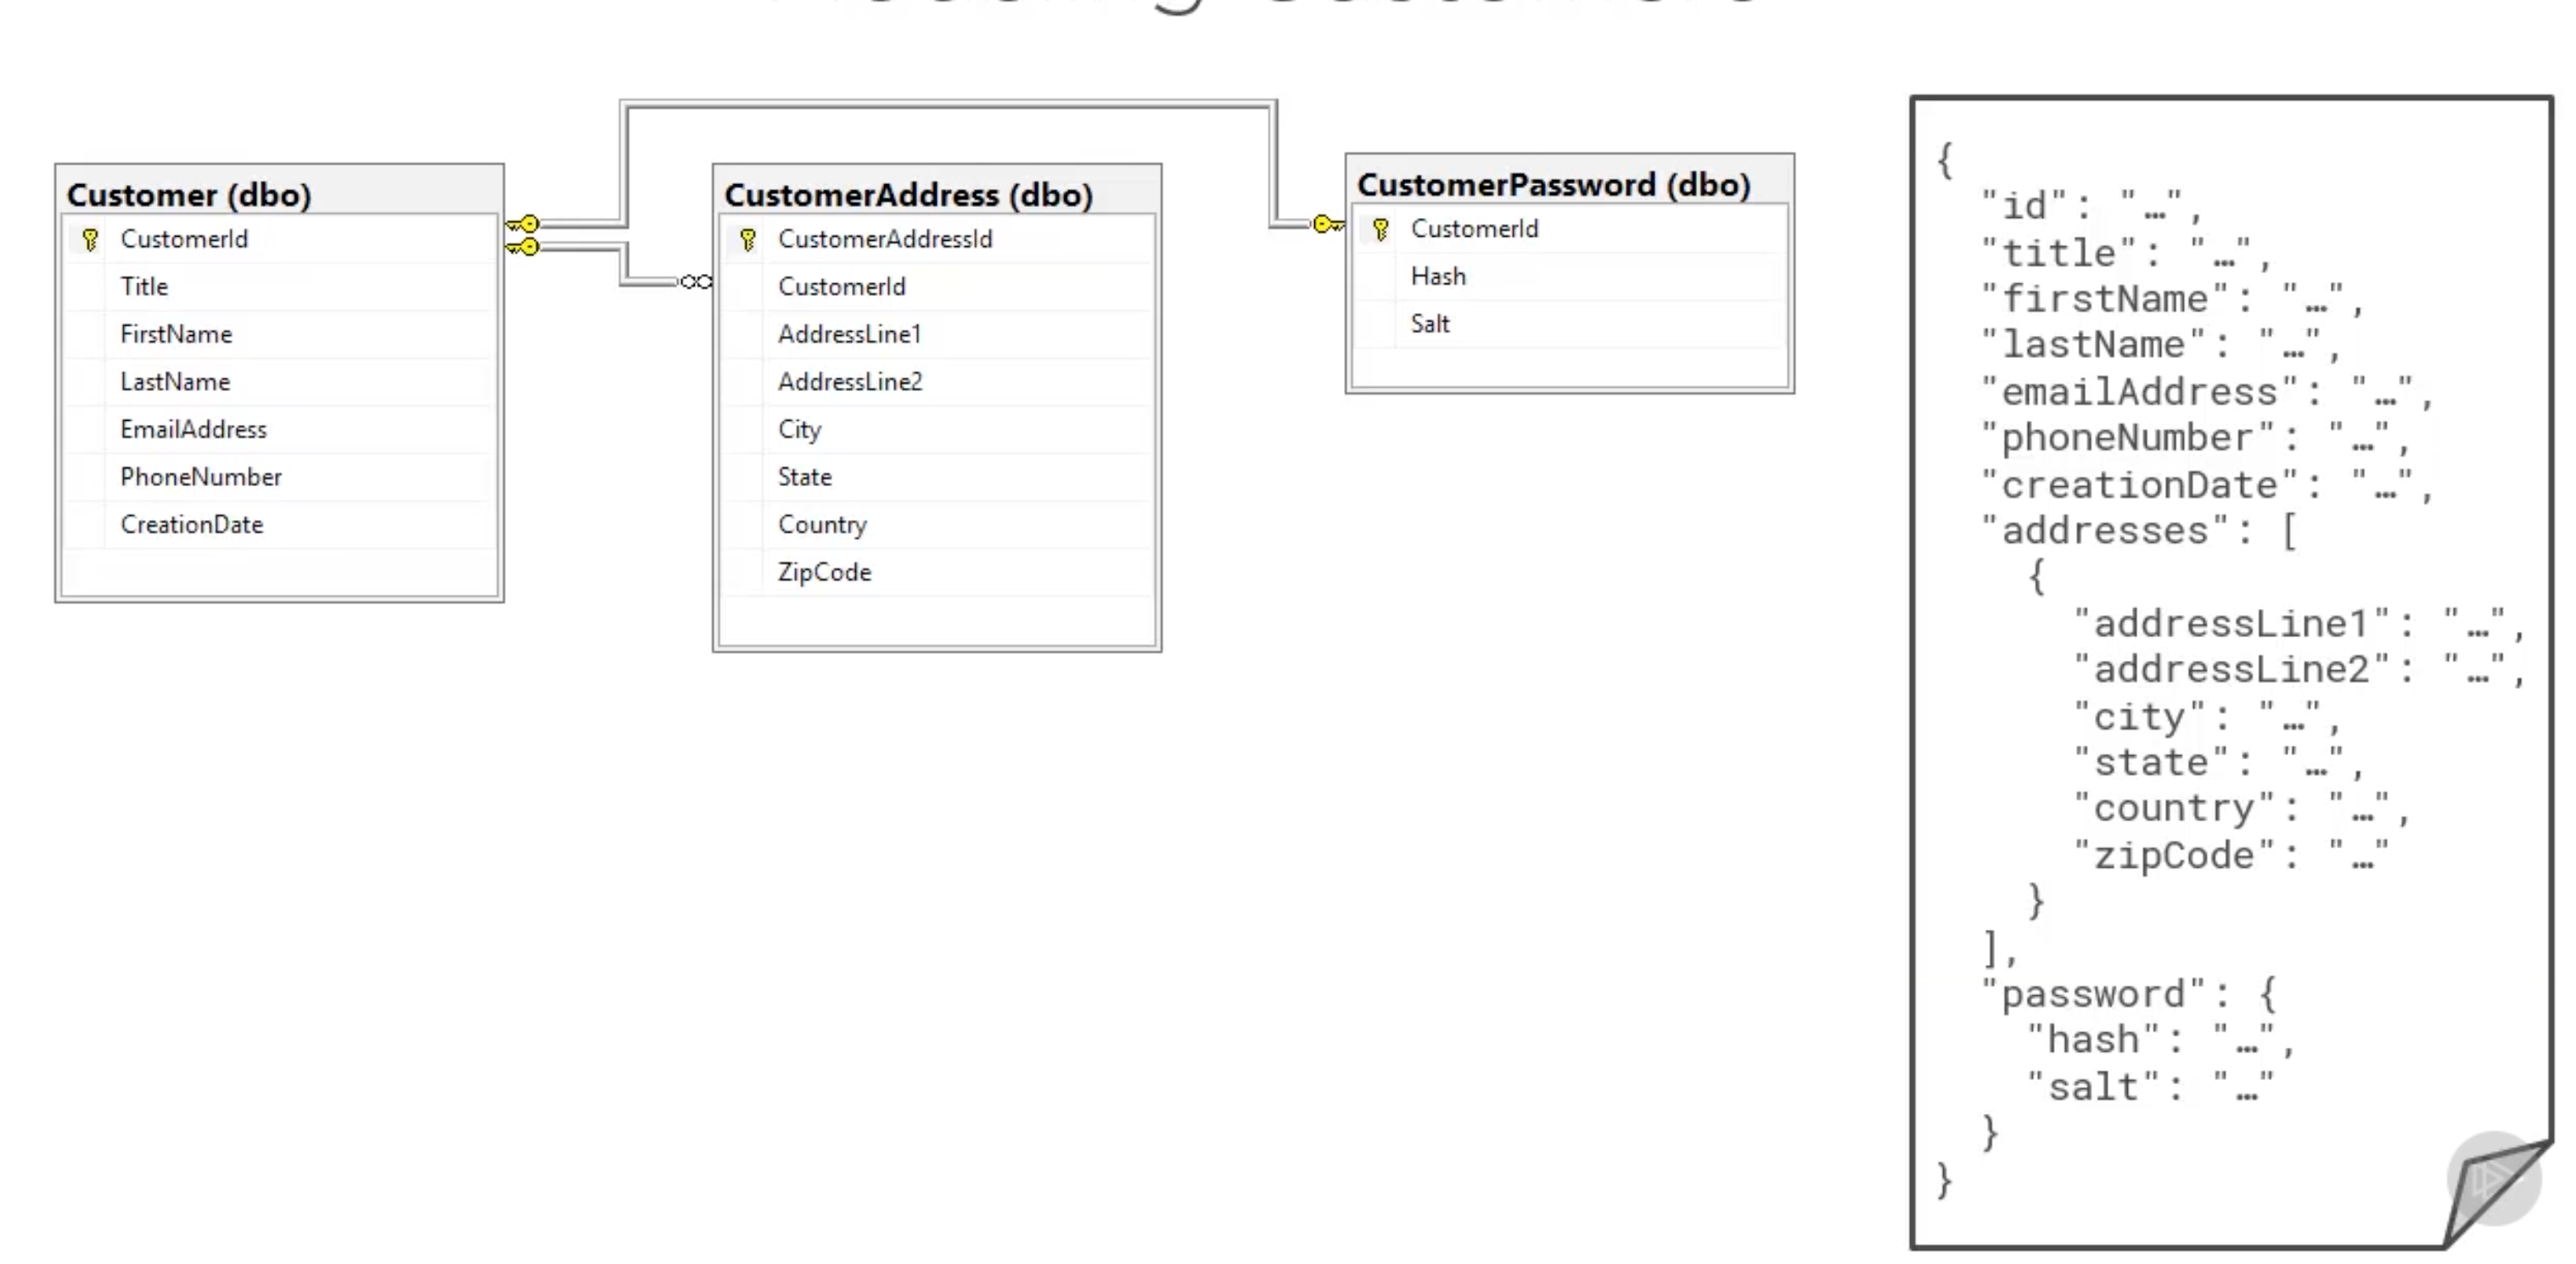 Customer (dbo)
CustomerId
Title
FirstName
LastName
EmailAddress
PhoneNumber
CreationDate
CustomerAddress (dbo)
CustomerAddressId
CustomerId
AddressLine1
AddressLine2
City
State
Country
ZipCode
CustomerPassword (dbo)
CustomerId
Hash
Salt
{
"id": "…",
"title": "…",
"firstName": "…",
"lastName": "…",
"emailAddress": "…",
"phoneNumber": "…",
"creationDate": "…",
"addresses": [
{
"addressLine1": "…",
"addressLine2": "…",
"city": "…",
"state": "…",
"country": "…",
"zipCode": "…"
}
],
"password": {
"hash": "…",
"salt": "…"
}
}